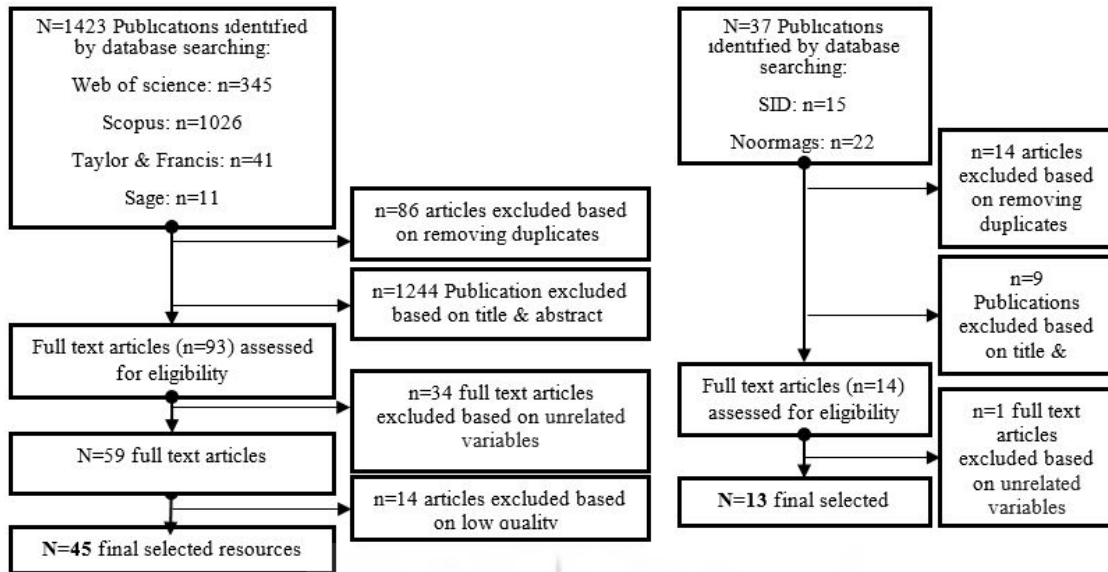 N=1423 Publications identified
by database searching:
Web of science: n=345
Scopus: n=1026
Taylor & Francis: n=41
Sage: n=11
n=86 articles excluded based
on removing duplicates
n=1244 Publication excluded
based on title & abstract
Full text articles (n=93) assessed
for eligibility
n=34 full text articles
excluded based on unrelated
variables
N=59 full text articles
n=14 articles excluded based
on low quality
N=45 final selected resources
N=37 Publications
identified by database
searching:
SID: n=15
Noormags: n=22
n=14 articles
excluded based
on removing
duplicates
n=9
Publications
excluded based
on title &
Full text articles (n=14)
assessed for eligibility
n=1 full text
articles
excluded based
on unrelated
variables
N=13 final selected